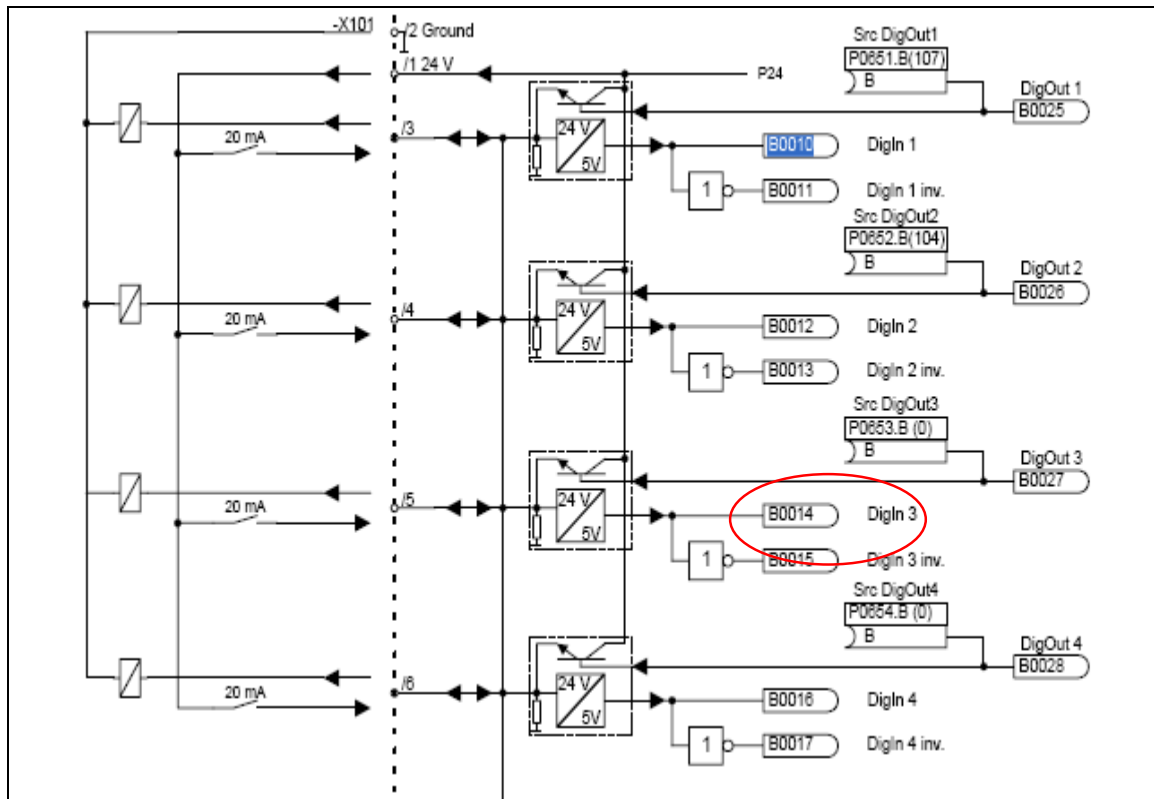 -X101
/2 Ground
/1 24 V
P24
Src DigOut1
P0651.B(107)
B
DigOut 1
B0025
20 mA
/3
24 V
5V
B0010
DigIn 1
1
B0011
DigIn 1 inv.
Src DigOut2
P0652.B(104)
B
DigOut 2
B0026
20 mA
/4
24 V
5V
B0012
DigIn 2
1
B0013
DigIn 2 inv.
Src DigOut3
P0653.B (0)
B
DigOut 3
B0027
20 mA
/5
24 V
5V
B0014
DigIn 3
1
B0015
DigIn 3 inv.
Src DigOut4
P0654.B (0)
B
DigOut 4
B0028
20 mA
/6
24 V
5V
B0016
DigIn 4
1
B0017
DigIn 4 inv.